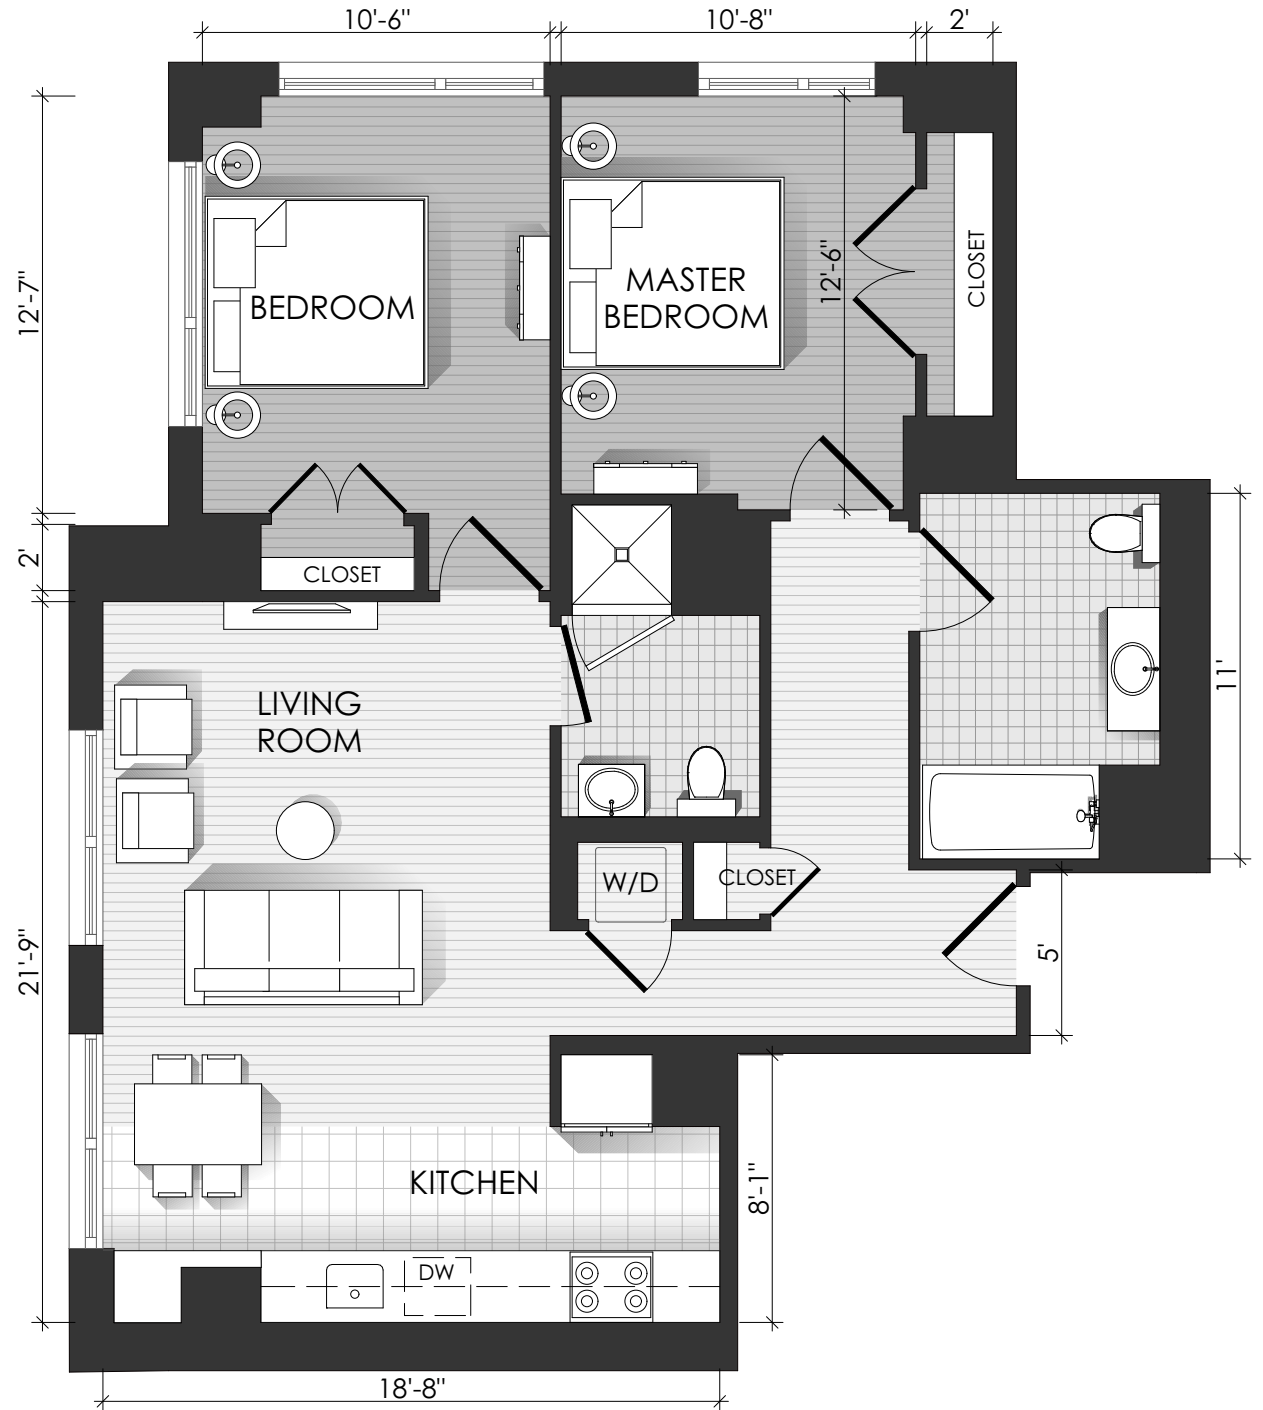 10'-6"
10'-8"
2'
12'-7"
BEDROOM
MASTER
BEDROOM
12'-6"
CLOSET
2'
CLOSET
11'
LIVING
ROOM
W/D
CLOSET
21'-9"
5'
KITCHEN
8'-1"
DW
18'-8"